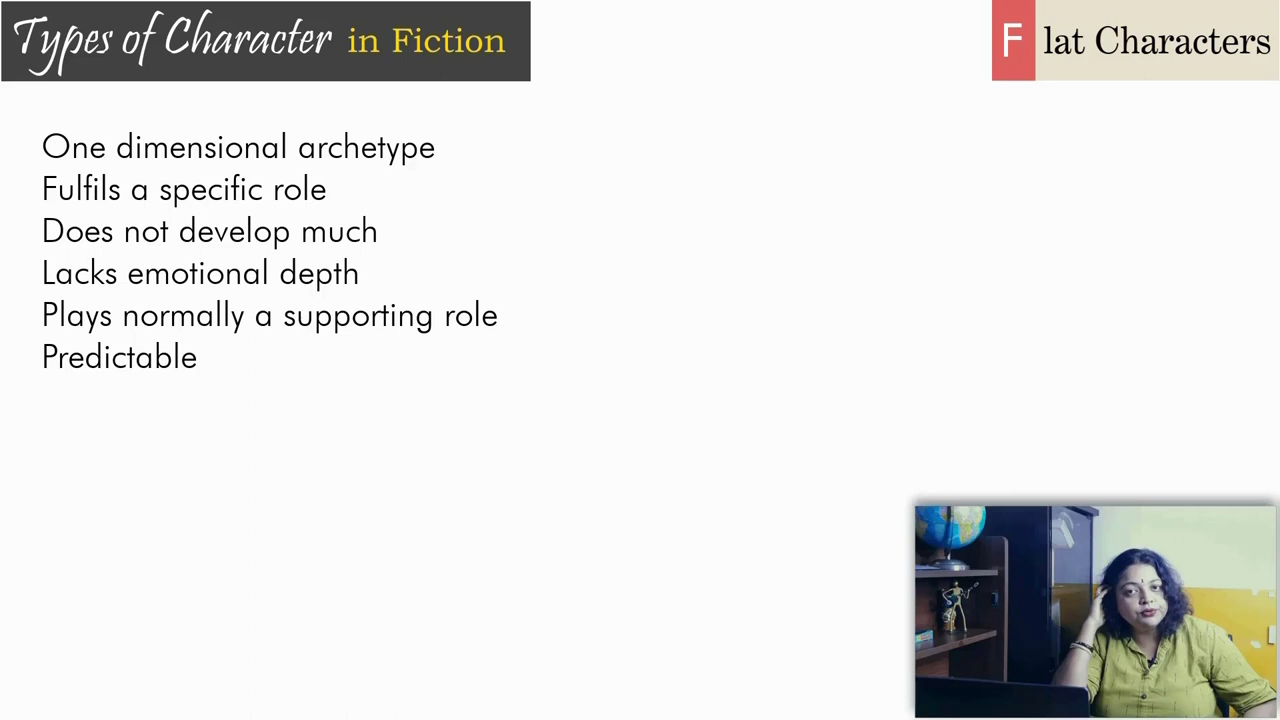 Types of Character in Fiction
Flat Characters
One dimensional archetype
Fulfils a specific role
Does not develop much
Lacks emotional depth
Plays normally a supporting role
Predictable